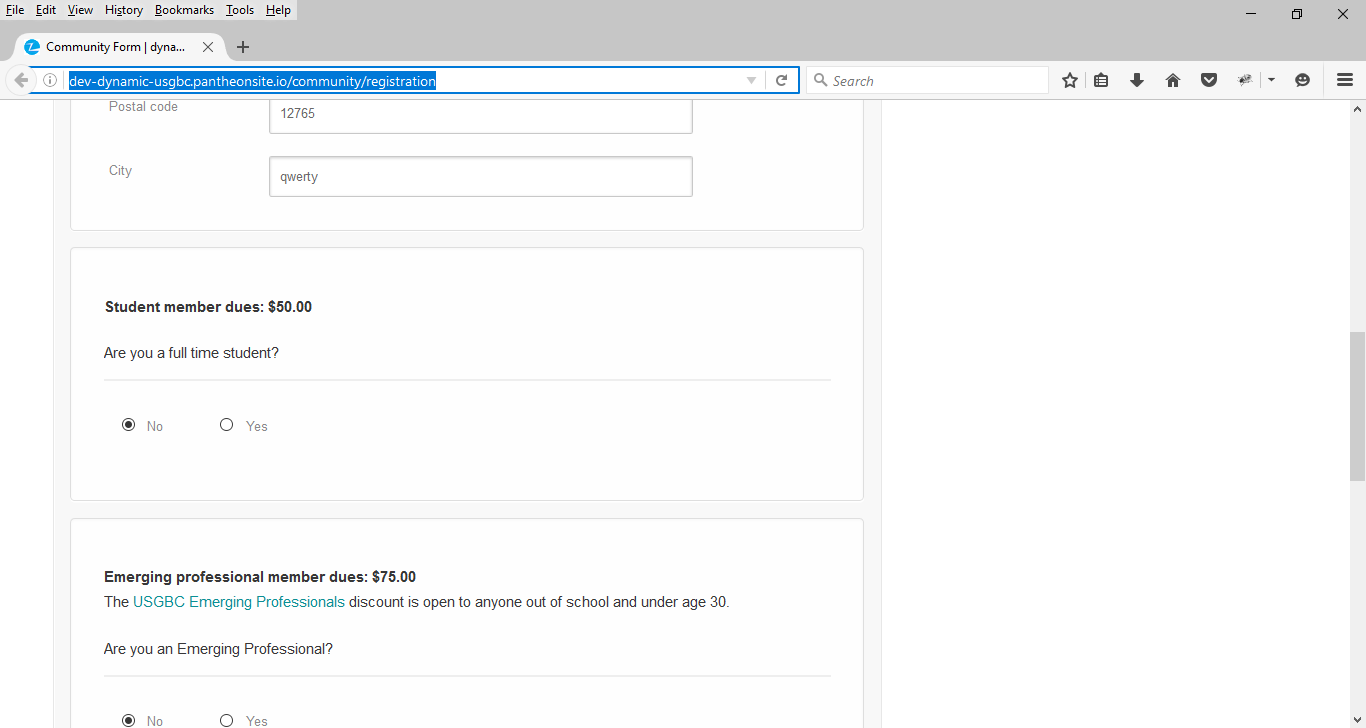 File Edit View History Bookmarks Tools Help
Community Form | dyna...
dev-dynamic-usgbc.pantheonsite.io/community/registration
Search
Postal code
12765
City
qwerty
Student member dues: $50.00
Are you a full time student?
No Yes
Emerging professional member dues: $75.00
The USGBC Emerging Professionals discount is open to anyone out of school and under age 30.
Are you an Emerging Professional?
No Yes